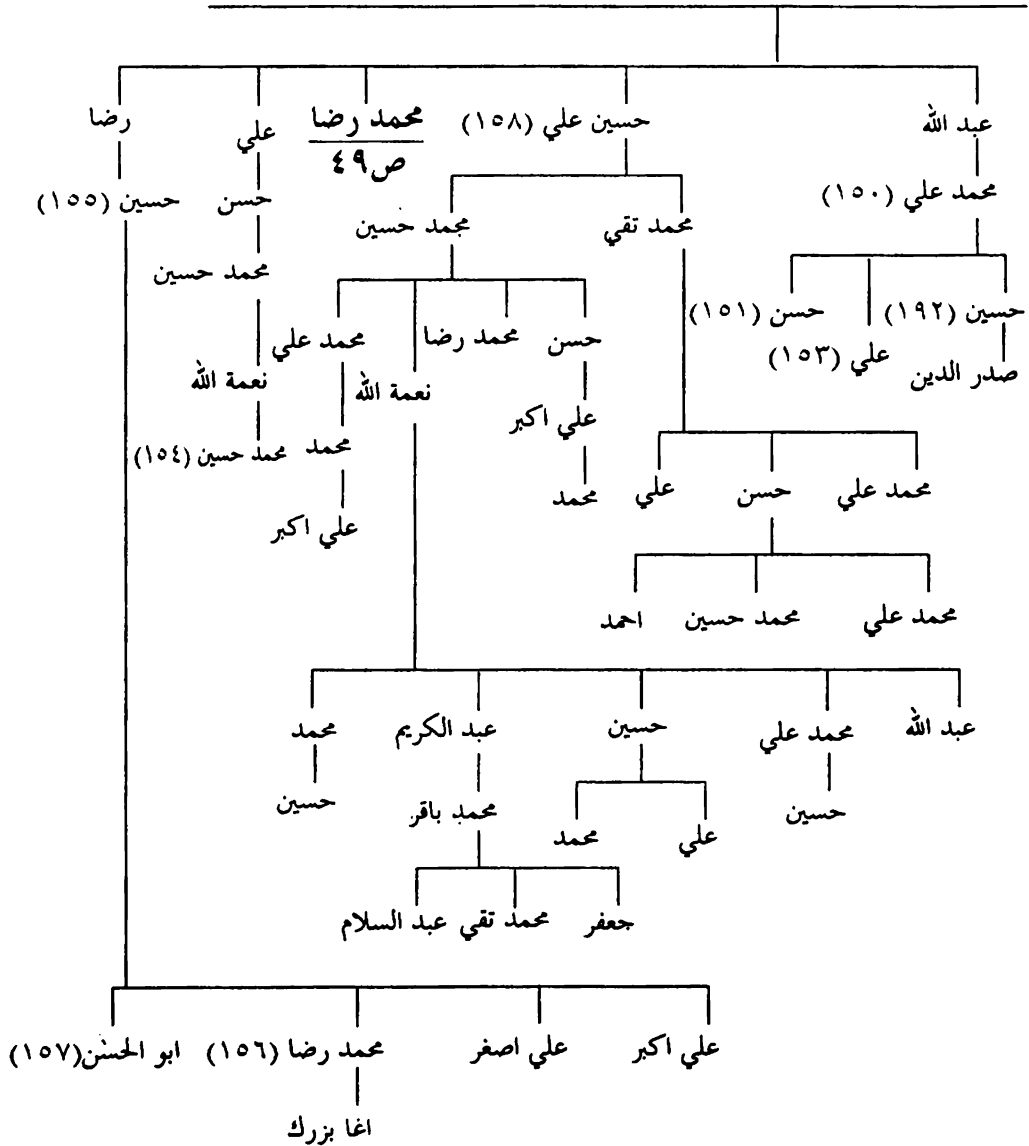 عبد الله
حسين علي (١٥٨)
محمد رضا
ص٤٩
علي
رضا
محمد علي (١٥٠)
حسن
حسين (١٥٥)
محمد تقي
محمد حسين
محمد حسين
حسين (١٩٢)
حسن (١٥١)
علي (١٥٣)
صدر الدين
حسن
محمد رضا
نعمة الله
محمد علي
نعمة الله
علي اكبر
محمد
محمد حسين (١٥٤)
محمد
علي اكبر
محمد علي
حسن
علي
محمد علي
محمد حسين
احمد
عبد الله
محمد علي
حسين
عبد الكريم
محمد
حسين
علي
محمد
محمد باقر
حسين
جعفر
محمد تقي
عبد السلام
علي اكبر
علي اصغر
محمد رضا (١٥٦)
ابو الحسن (١٥٧)
اغا بزرك